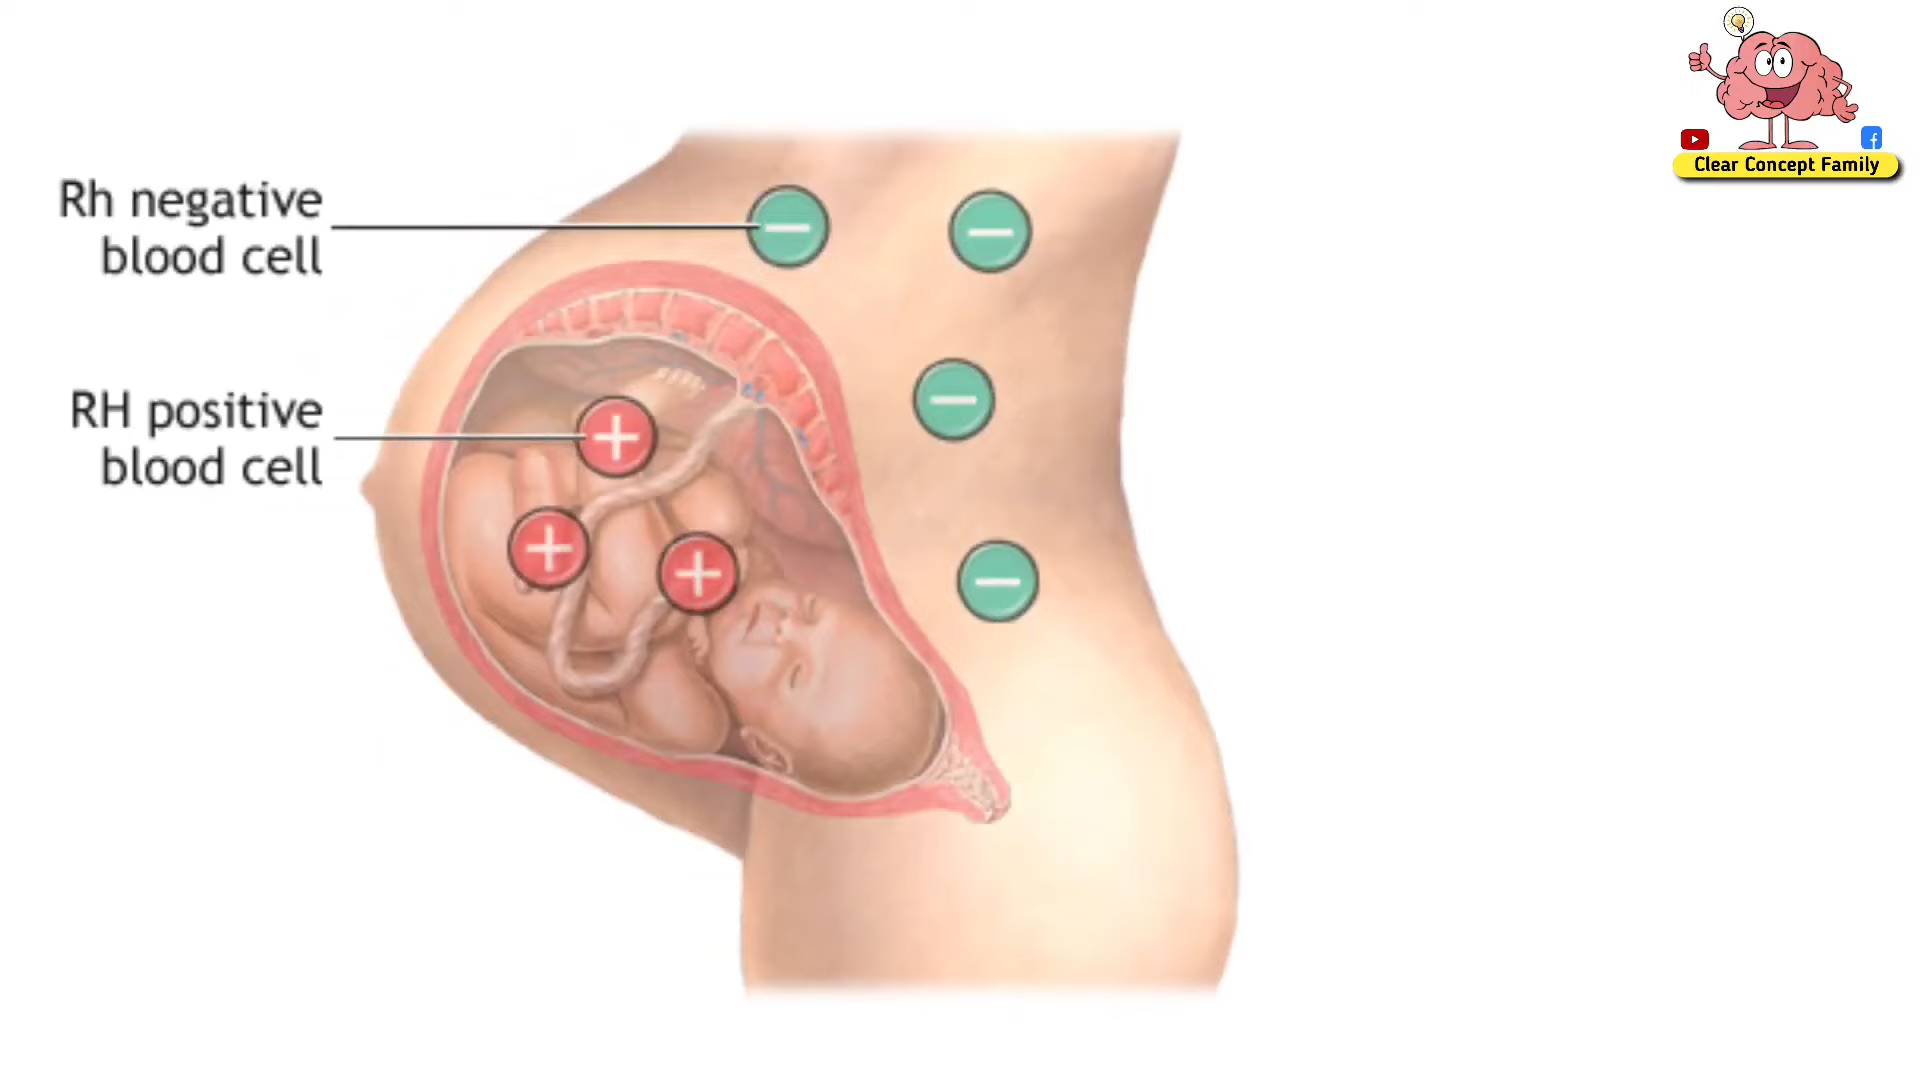 Rh negative
blood cell
RH positive
blood cell
Clear Concept Family